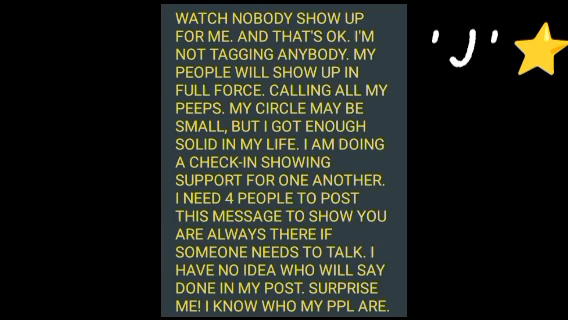 WATCH NOBODY SHOW UP
FOR ME. AND THAT'S OK. I'M
NOT TAGGING ANYBODY. MY
PEOPLE WILL SHOW UP IN
FULL FORCE. CALLING ALL MY
PEEPS. MY CIRCLE MAY BE
SMALL, BUT I GOT ENOUGH
SOLID IN MY LIFE. I AM DOING
A CHECK-IN SHOWING
SUPPORT FOR ONE ANOTHER.
I NEED 4 PEOPLE TO POST
THIS MESSAGE TO SHOW YOU
ARE ALWAYS THERE IF
SOMEONE NEEDS TO TALK. I
HAVE NO IDEA WHO WILL SAY
DONE IN MY POST. SURPRISE
ME! I KNOW WHO MY PPL ARE.
'J'